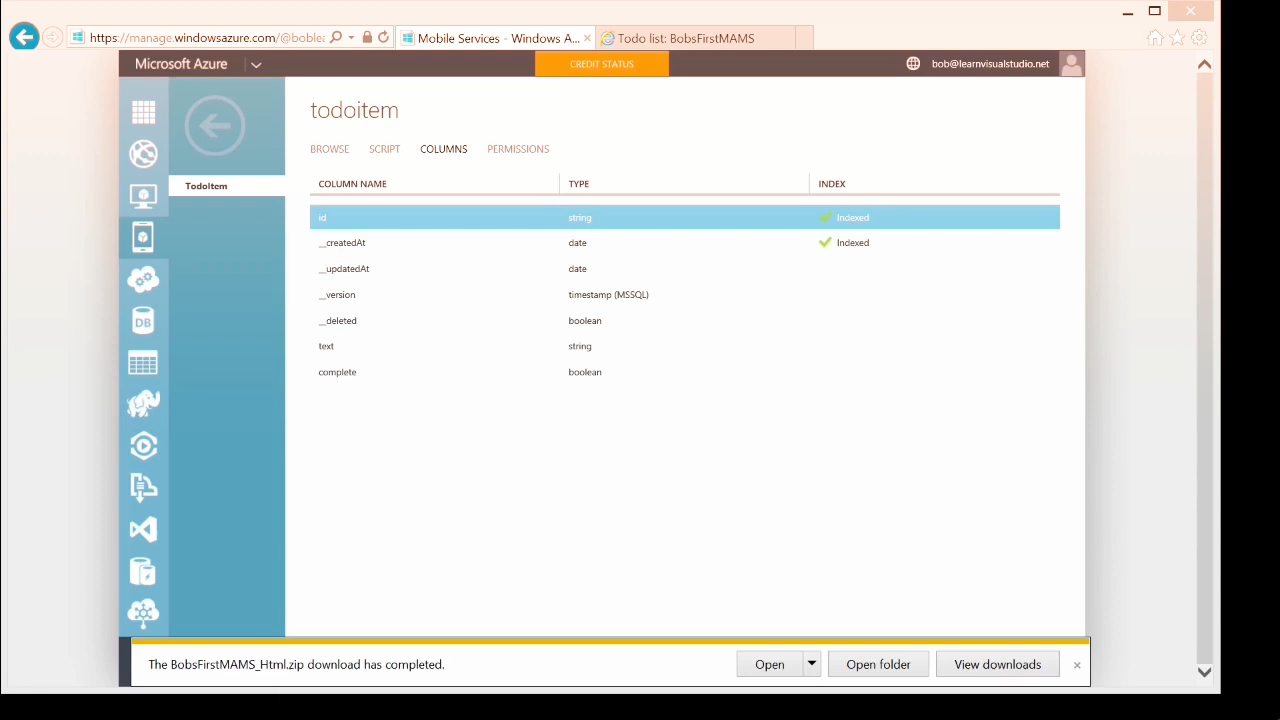 https://manage.windowsazure.com/@boblea
Mobile Services - Windows A...
Todo list: BobsFirstMAMS
Microsoft Azure
CREDIT STATUS
bob@learnvisualstudio.net
todoitem
BROWSE SCRIPT COLUMNS PERMISSIONS
TodoItem
COLUMN NAME TYPE INDEX
id string Indexed
__createdAt date Indexed
__updatedAt date
__version timestamp (MSSQL)
__deleted boolean
DB
text string
complete boolean
The BobsFirstMAMS_Html.zip download has completed.
Open
Open folder
View downloads